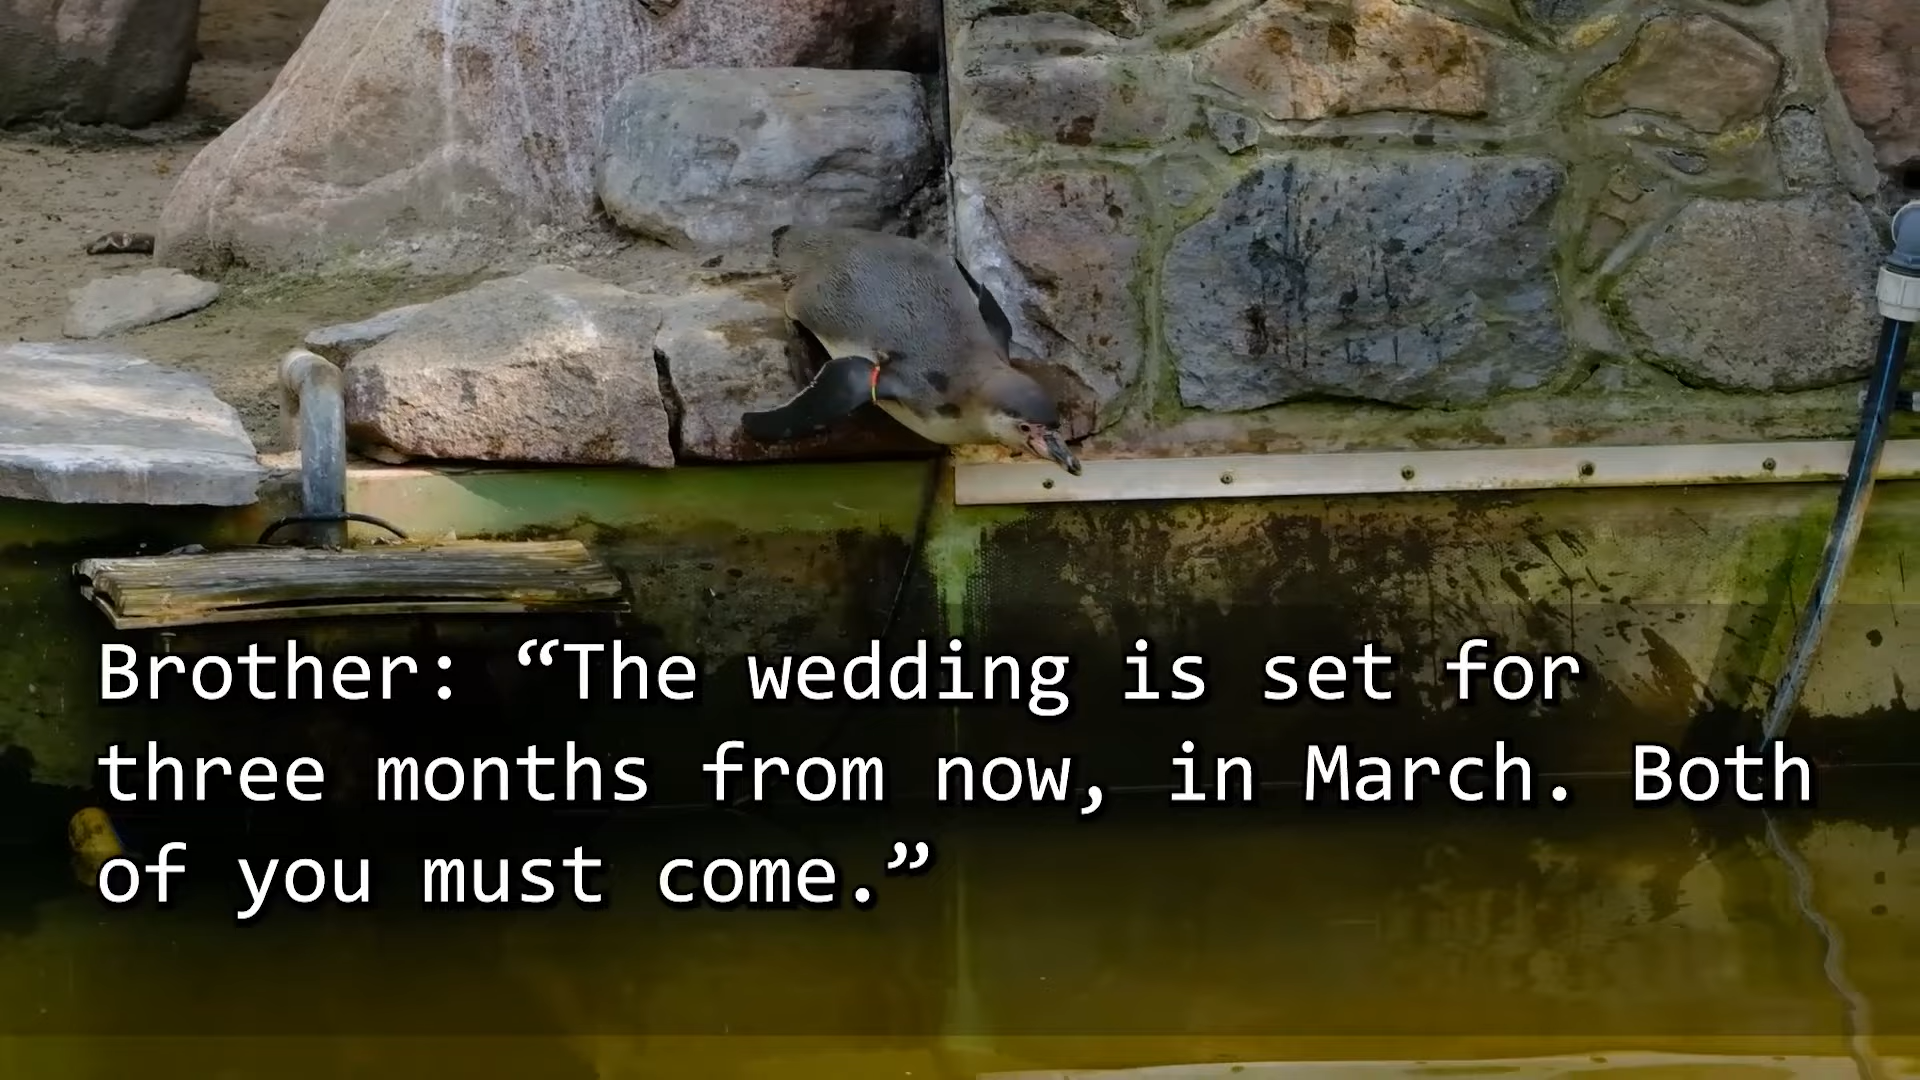 Brother: “The wedding is set for
three months from now, in March. Both
of you must come.”